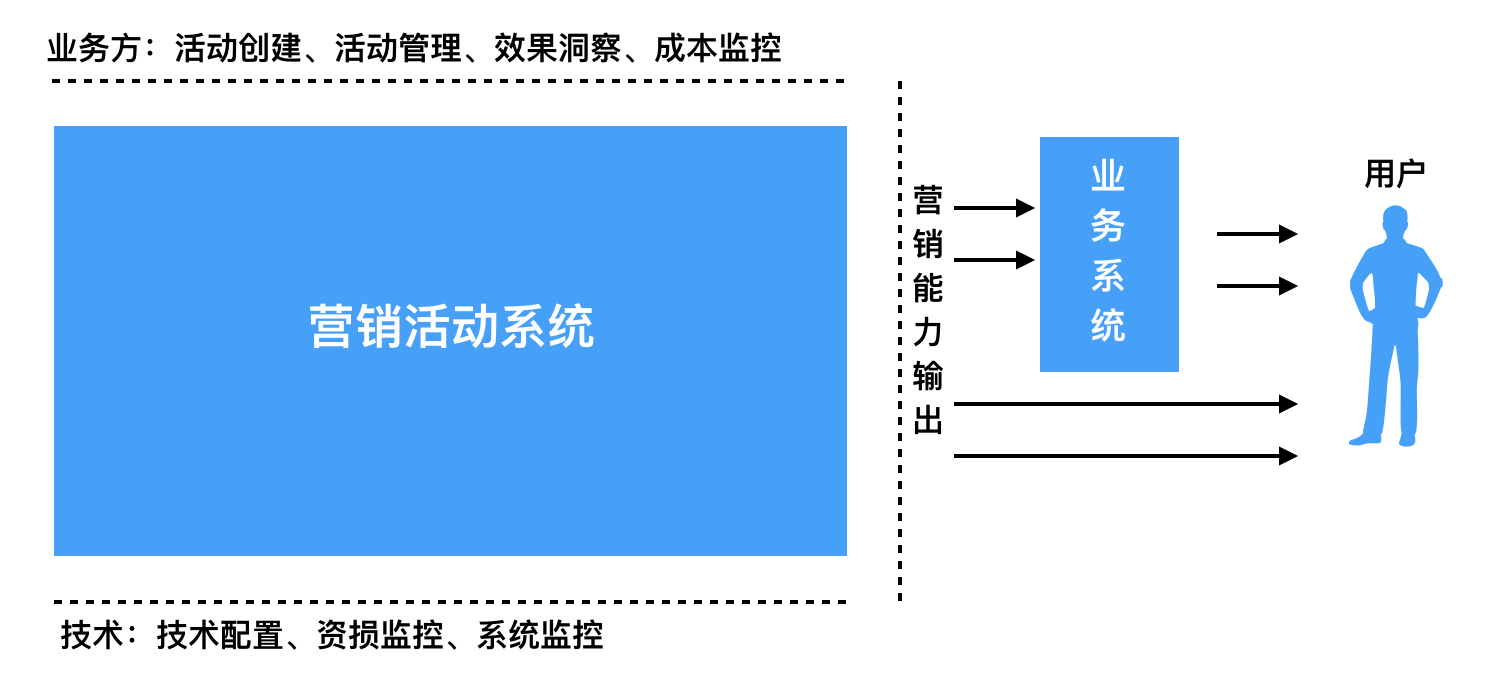 业务方：活动创建、活动管理、效果洞察、成本监控
营销活动系统
营销能力输出
业务系统
用户
技术：技术配置、资损监控、系统监控